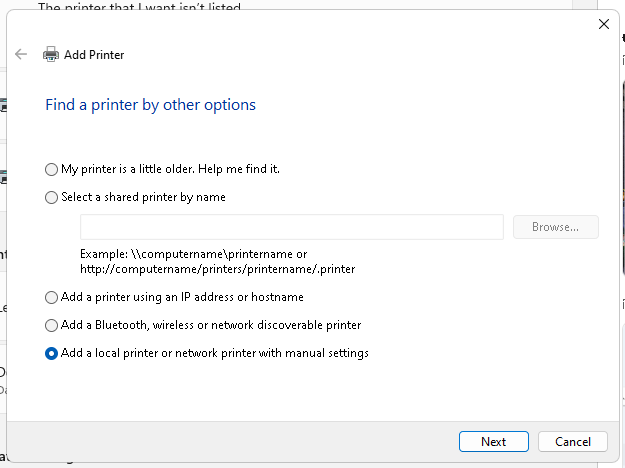 The printer that I want isn't listed
Add Printer
Find a printer by other options
My printer is a little older. Help me find it.
Select a shared printer by name
Browse...
Example: \\computername\printername or
http://computername/printers/printername/.printer
Add a printer using an IP address or hostname
Add a Bluetooth, wireless or network discoverable printer
Add a local printer or network printer with manual settings
Next
Cancel